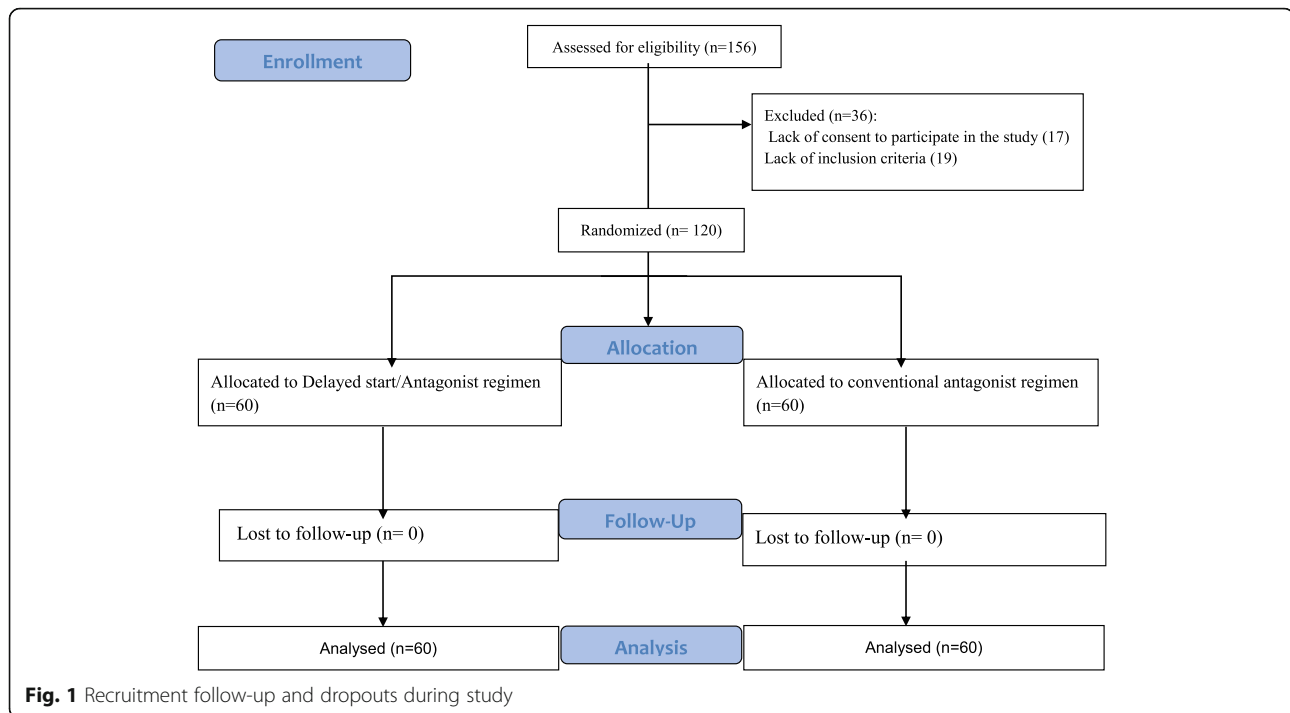 Enrollment
Assessed for eligibility (n=156)
Excluded (n=36):
Lack of consent to participate in the study (17)
Lack of inclusion criteria (19)
Randomized (n= 120)
Allocation
Allocated to Delayed start/Antagonist regimen
(n=60)
Allocated to conventional antagonist regimen
(n=60)
Follow-Up
Lost to follow-up (n= 0)
Lost to follow-up (n= 0)
Analysis
Analysed (n=60)
Analysed (n=60)
Fig. 1 Recruitment follow-up and dropouts during study